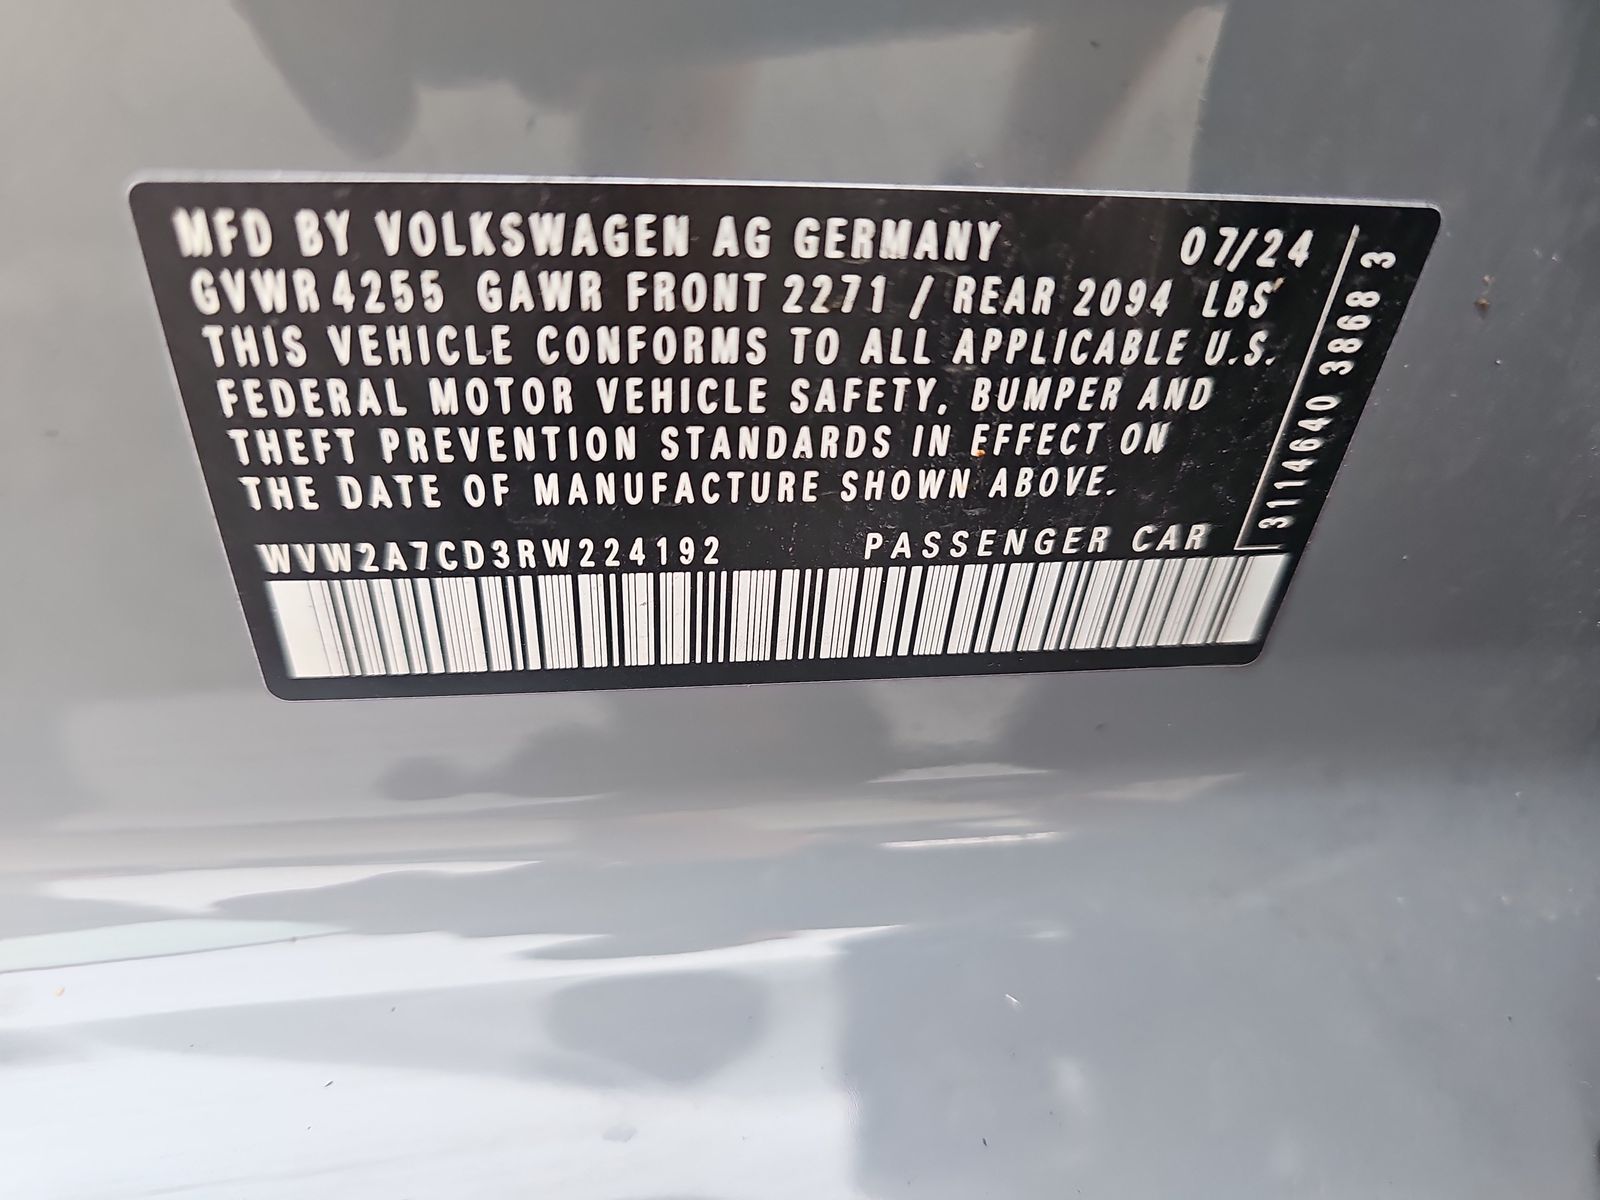 MFD BY VOLKSWAGEN AG GERMANY 07/24
GVWR 4255 GAWR FRONT 2271 / REAR 2094 LBS
THIS VEHICLE CONFORMS TO ALL APPLICABLE U.S.
FEDERAL MOTOR VEHICLE SAFETY, BUMPER AND
THEFT PREVENTION STANDARDS IN EFFECT ON
THE DATE OF MANUFACTURE SHOWN ABOVE.
WVW2A7CD3RW224192 PASSENGER CAR
3114640 3868 3